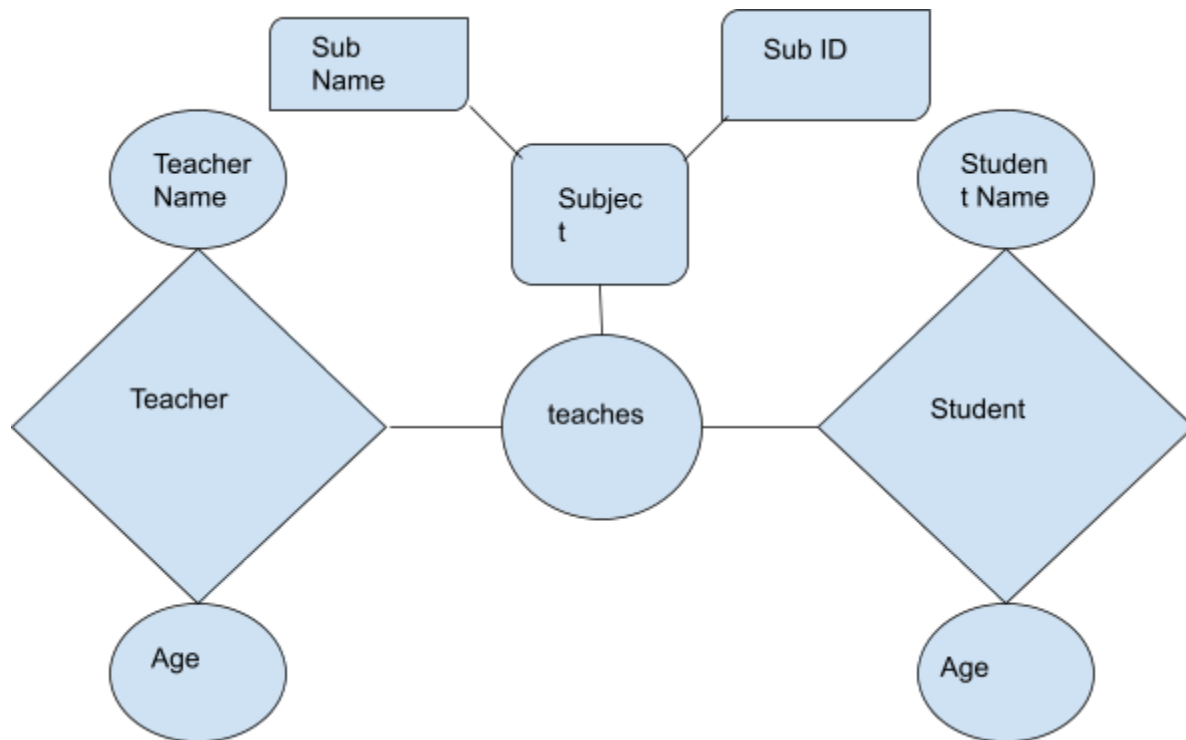 Sub
Name
Sub ID
Teacher
Name
Studen
t Name
Subjec
t
Teacher
teaches
Student
Age
Age